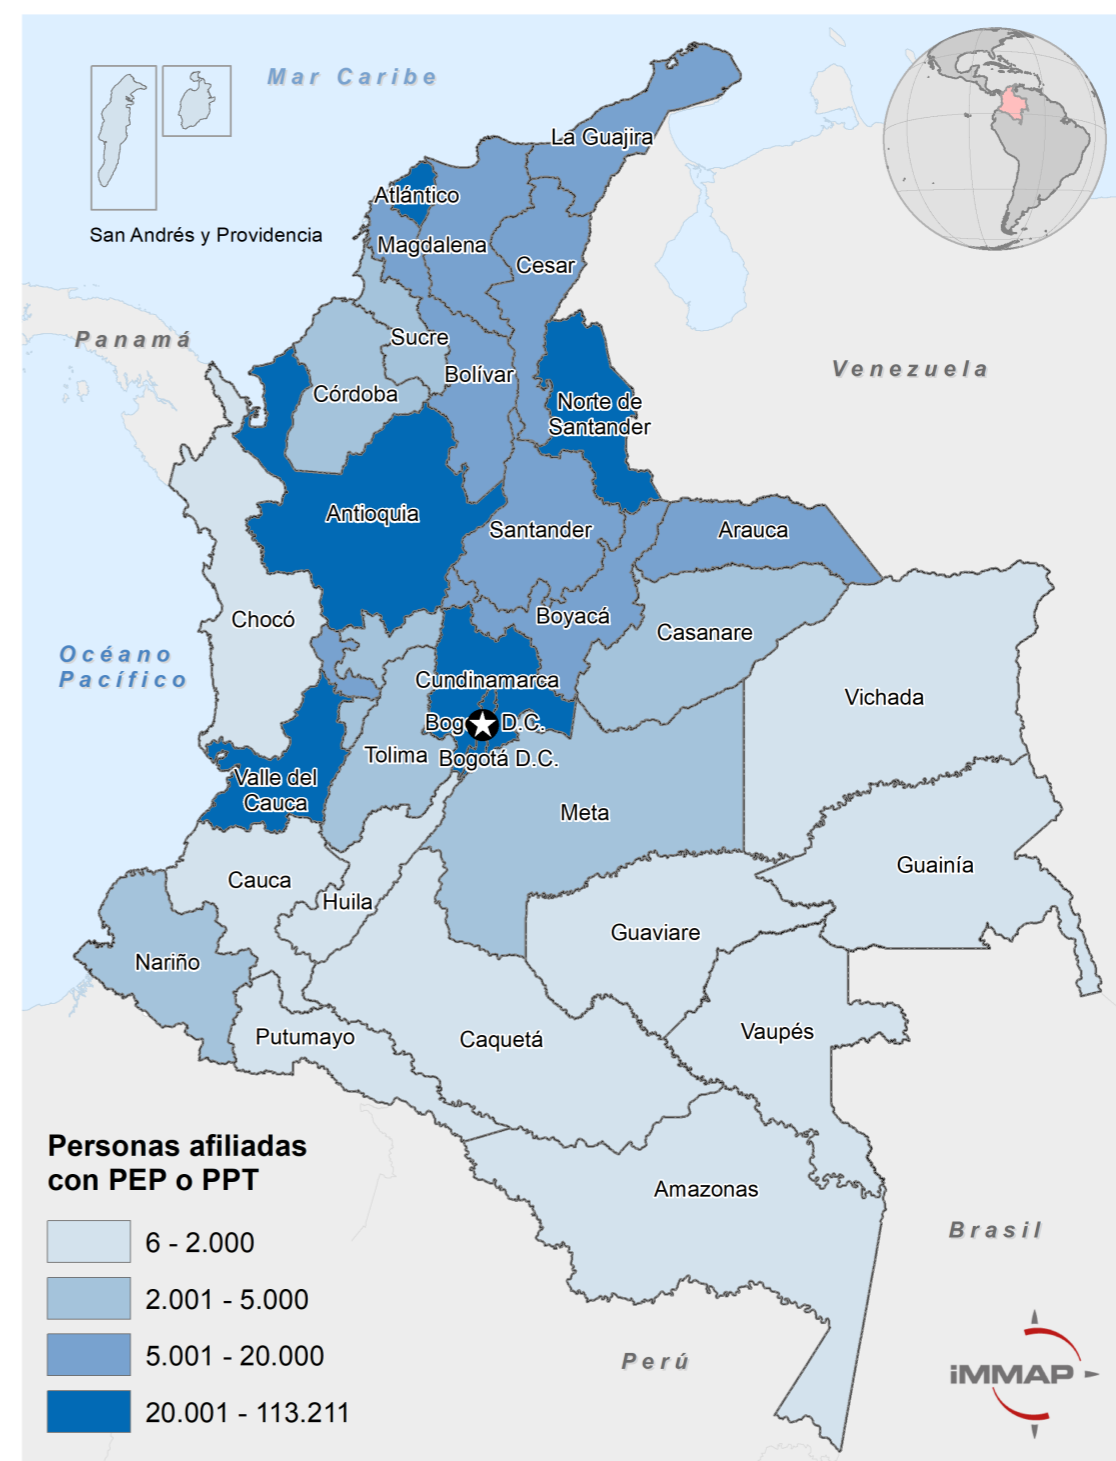 Mar Caribe
La Guajira
Atlántico
San Andrés y Providencia
Magdalena
Cesar
Panamá
Sucre
Venezuela
Bolívar
Córdoba
Norte de
Santander
Antioquia
Santander
Arauca
Chocó
Boyacá
Casanare
Océano
Pacífico
Cundinamarca
Vichada
Bog D.C.
Tolima
Bogotá D.C.
Valle del
Cauca
Meta
Guainía
Cauca
Huila
Guaviare
Nariño
Putumayo
Caquetá
Vaupés
Personas afiliadas
con PEP o PPT
Amazonas
6 - 2.000
Brasil
2.001 - 5.000
5.001 - 20.000
Perú
iMMAP
20.001 - 113.211